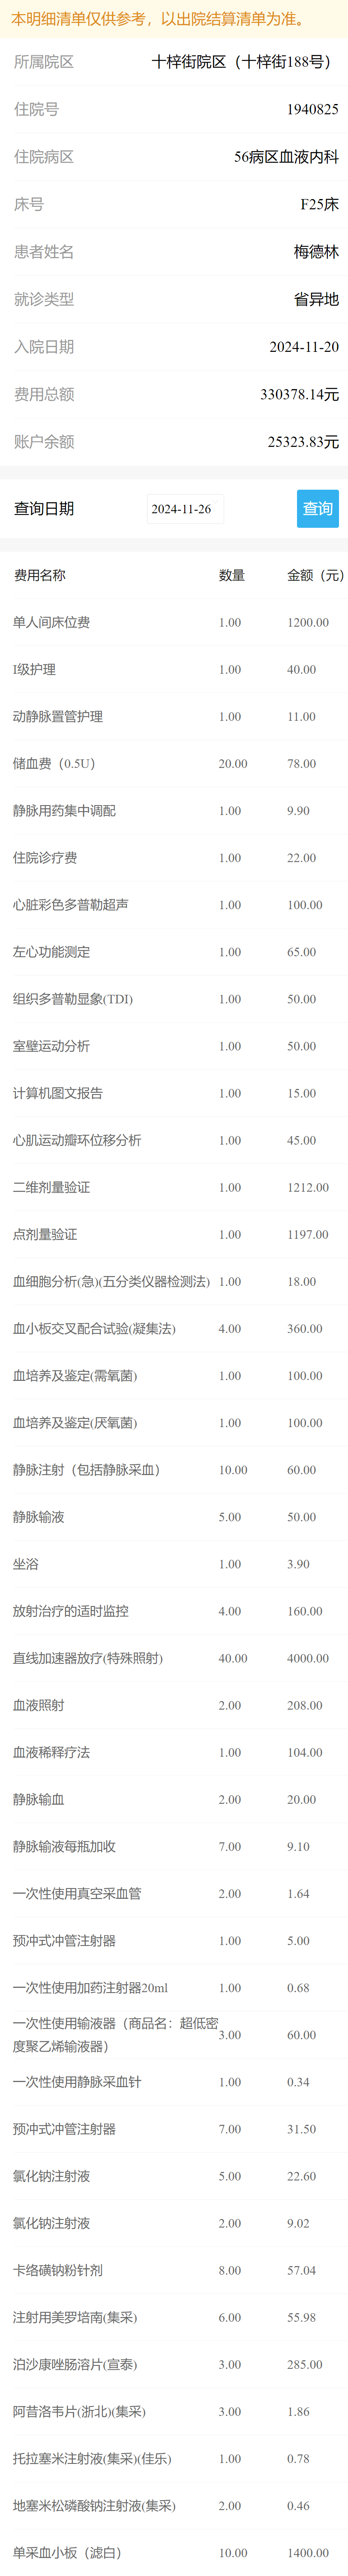 本明细清单仅供参考，以出院结算清单为准。
所属院区 十梓街院区（十梓街188号）
住院号 1940825
住院病区 56病区血液内科
床号 F25床
患者姓名 梅德林
就诊类型 省异地
入院日期 2024-11-20
费用总额 330378.14元
账户余额 25323.83元
查询日期 2024-11-26 查询
费用名称 数量 金额（元）
单人间床位费 1.00 1200.00
I级护理 1.00 40.00
动静脉置管护理 1.00 11.00
储血费（0.5U） 20.00 78.00
静脉用药集中调配 1.00 9.90
住院诊疗费 1.00 22.00
心脏彩色多普勒超声 1.00 100.00
左心功能测定 1.00 65.00
组织多普勒显象(TDI) 1.00 50.00
室壁运动分析 1.00 50.00
计算机图文报告 1.00 15.00
心肌运动瓣环位移分析 1.00 45.00
二维剂量验证 1.00 1212.00
点剂量验证 1.00 1197.00
血细胞分析(急)(五分类仪器检测法) 1.00 18.00
血小板交叉配合试验(凝集法) 4.00 360.00
血培养及鉴定(需氧菌) 1.00 100.00
血培养及鉴定(厌氧菌) 1.00 100.00
静脉注射（包括静脉采血） 10.00 60.00
静脉输液 5.00 50.00
坐浴 1.00 3.90
放射治疗的适时监控 4.00 160.00
直线加速器放疗(特殊照射) 40.00 4000.00
血液照射 2.00 208.00
血液稀释疗法 1.00 104.00
静脉输血 2.00 20.00
静脉输液每瓶加收 7.00 9.10
一次性使用真空采血管 2.00 1.64
预冲式冲管注射器 1.00 5.00
一次性使用加药注射器20ml 1.00 0.68
一次性使用输液器（商品名：超低密
度聚乙烯输液器） 3.00 60.00
一次性使用静脉采血针 1.00 0.34
预冲式冲管注射器 7.00 31.50
氯化钠注射液 5.00 22.60
氯化钠注射液 2.00 9.02
卡络磺钠粉针剂 8.00 57.04
注射用美罗培南(集采) 6.00 55.98
泊沙康唑肠溶片(宣泰) 3.00 285.00
阿昔洛韦片(浙北)(集采) 3.00 1.86
托拉塞米注射液(集采)(佳乐) 1.00 0.78
地塞米松磷酸钠注射液(集采) 2.00 0.46
单采血小板（滤白） 10.00 1400.00